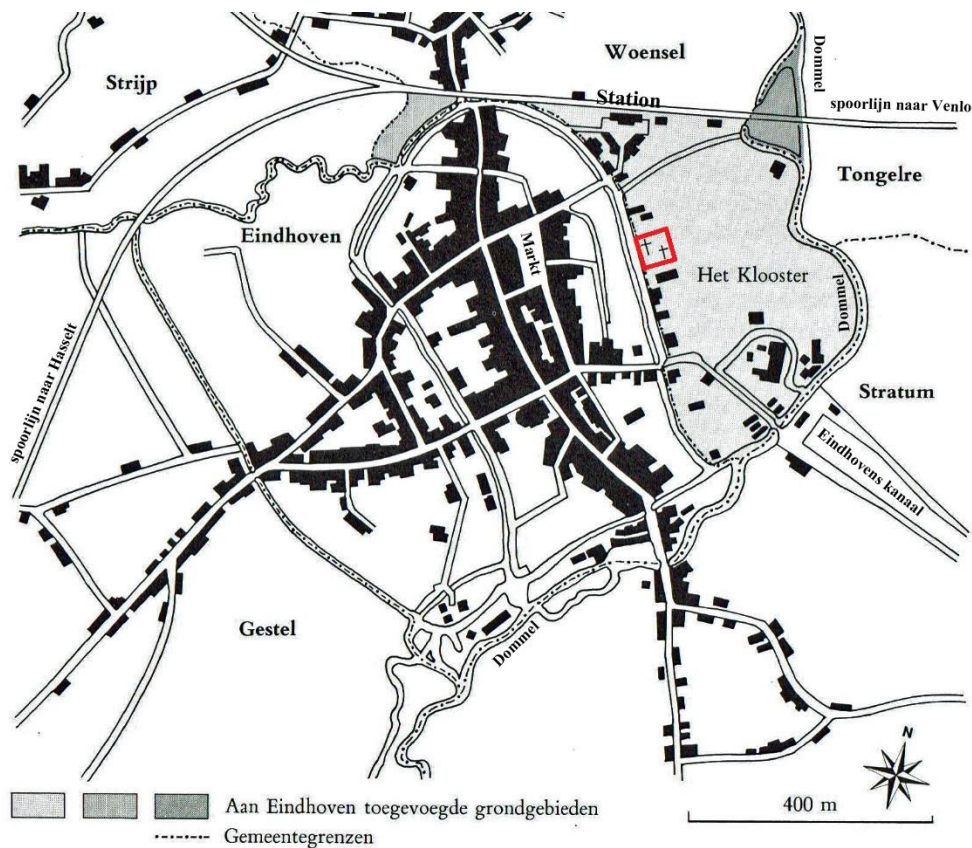 Woensel
Dommel
Strijp
Station
spoorlijn naar Venlo
Tongelre
Eindhoven
Markt
Het Klooster
Dommel
spoorlijn naar Hasselt
Stratum
Eindhovens
kanaal
Gestel
Dommel
N
Aan Eindhoven toegevoegde grondgebieden
400 m
Gemeentegrenzen